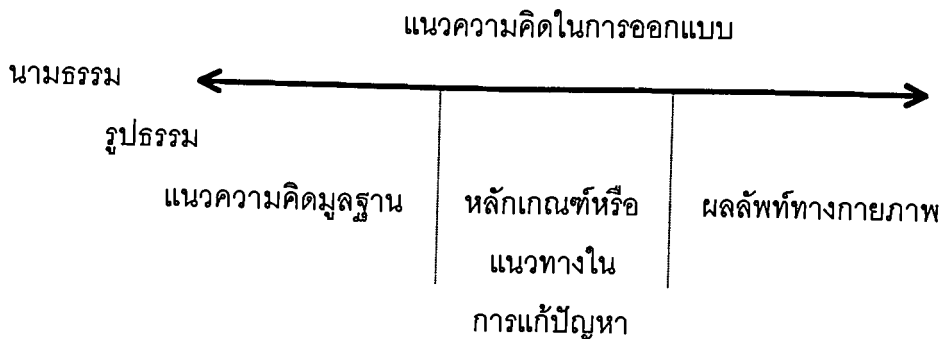 แนวความคิดในการออกแบบ
นามธรรม
รูปธรรม
แนวความคิดมูลฐาน
หลักเกณฑ์หรือ
แนวทางใน
การแก้ปัญหา
ผลลัพท์ทางกายภาพ